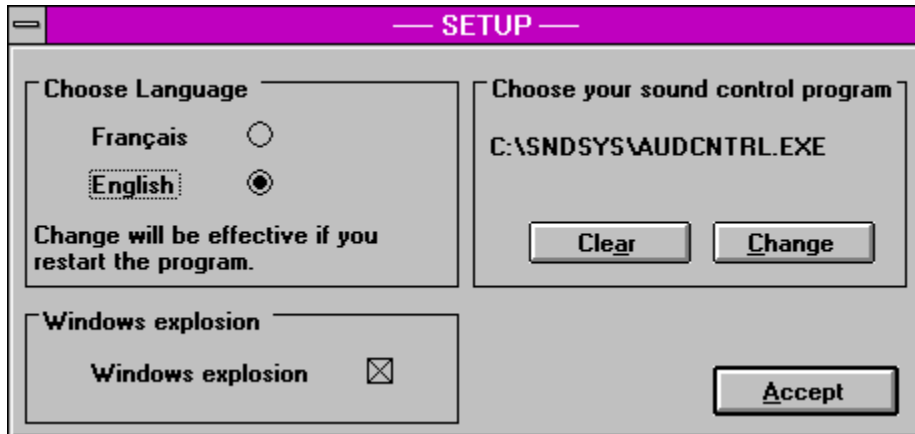 — SETUP —
Choose Language
Français
English
Change will be effective if you
restart the program.
Choose your sound control program
C:\SNDSYS\AUDCNTRL.EXE
Clear
Change
Windows explosion
Windows explosion
Accept